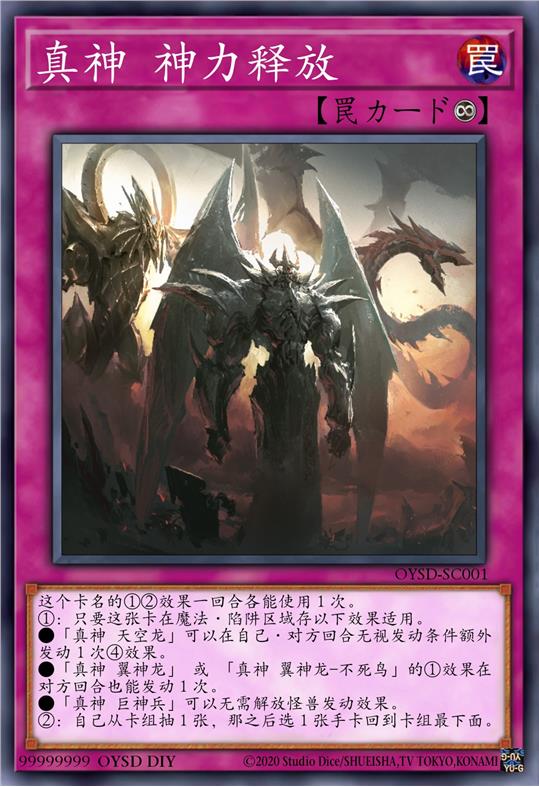 真神 神力释放
罠
【罠カード♾】
OYSD-SC001
这个卡名的①②效果一回合各能使用1次。
①：只要这张卡在魔法·陷阱区域存以下效果适用。
●「真神 天空龙」可以在自己·对方回合无视发动条件额外
发动1次④效果。
●「真神 翼神龙」 或 「真神 翼神龙-不死鸟」的①效果在
对方回合也能发动1次。
●「真神 巨神兵」可以无需解放怪兽发动效果。
②：自己从卡组抽1张，那之后选1张手卡回到卡组最下面。
99999999 OYSD DIY
©2020 Studio Dice/SHUEISHA,TV TOKYO,KONAMI
YU-G